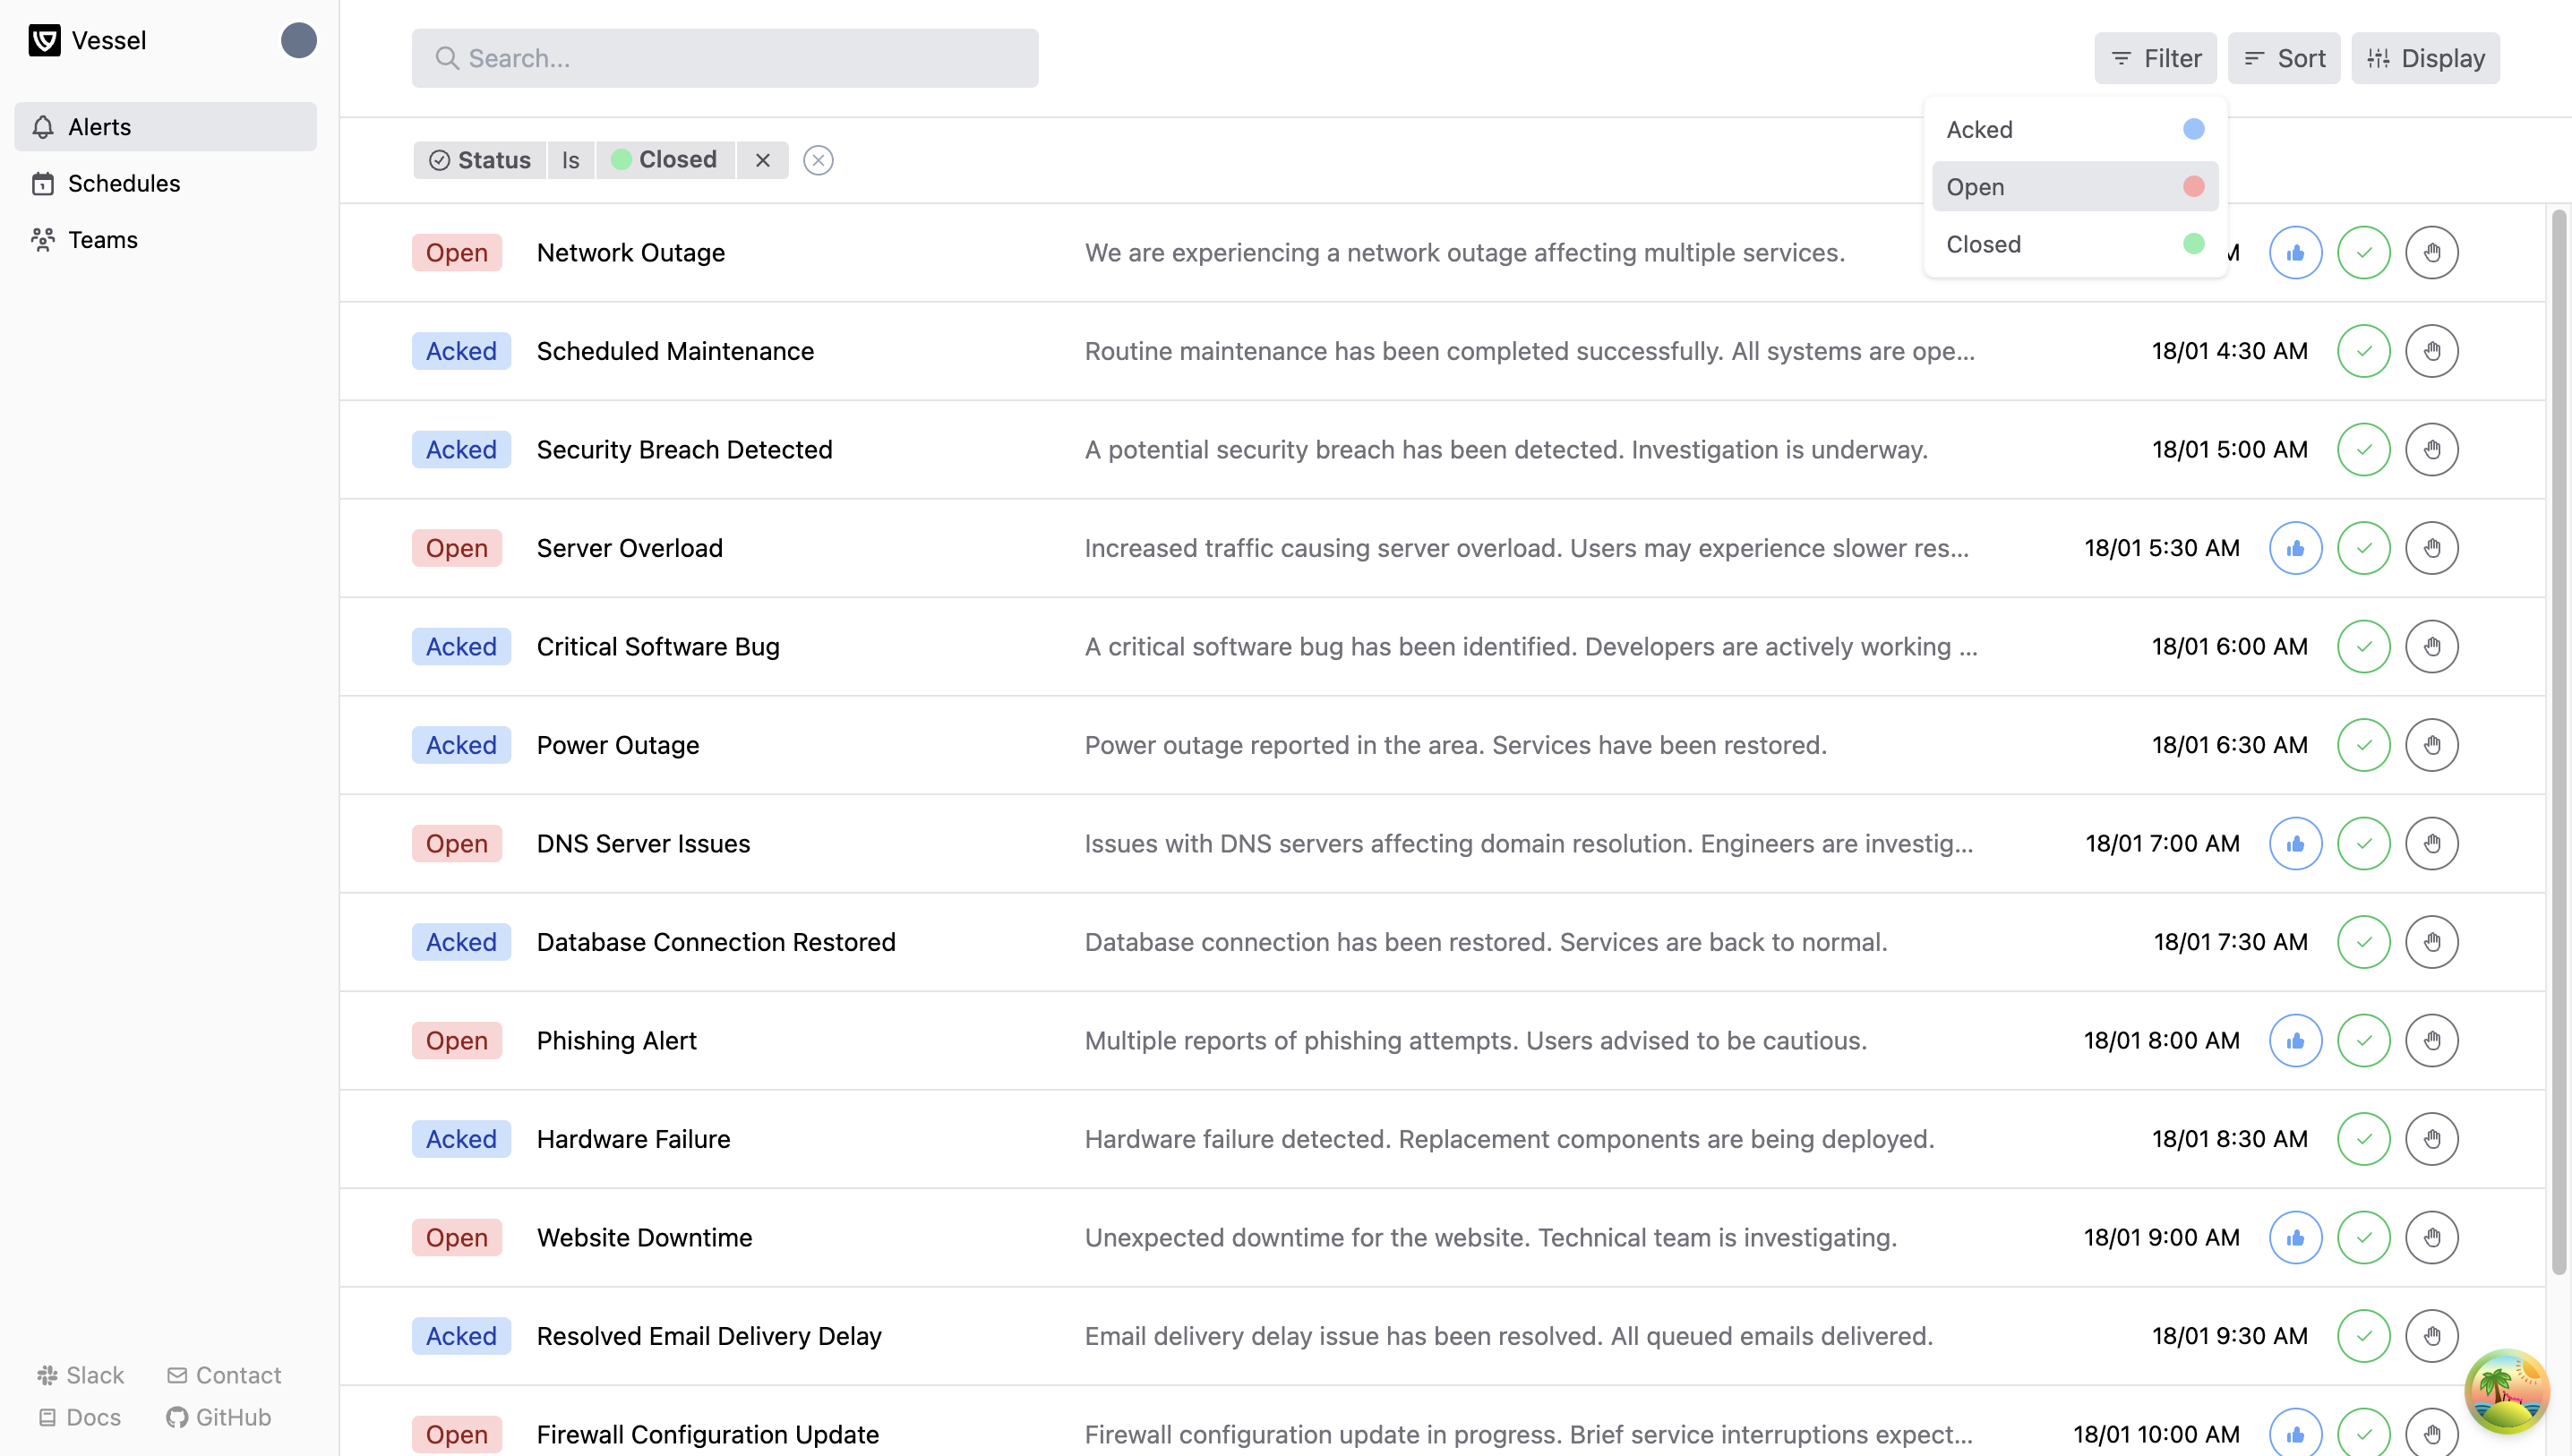 Vessel
Alerts
Schedules
Teams
Slack
Contact
Docs
GitHub
Search...
Filter
Sort
Display
Acked
Open
Closed
Status Is Closed
Open Network Outage We are experiencing a network outage affecting multiple services.
Acked Scheduled Maintenance Routine maintenance has been completed successfully. All systems are ope... 18/01 4:30 AM
Acked Security Breach Detected A potential security breach has been detected. Investigation is underway. 18/01 5:00 AM
Open Server Overload Increased traffic causing server overload. Users may experience slower res... 18/01 5:30 AM
Acked Critical Software Bug A critical software bug has been identified. Developers are actively working ... 18/01 6:00 AM
Acked Power Outage Power outage reported in the area. Services have been restored. 18/01 6:30 AM
Open DNS Server Issues Issues with DNS servers affecting domain resolution. Engineers are investig... 18/01 7:00 AM
Acked Database Connection Restored Database connection has been restored. Services are back to normal. 18/01 7:30 AM
Open Phishing Alert Multiple reports of phishing attempts. Users advised to be cautious. 18/01 8:00 AM
Acked Hardware Failure Hardware failure detected. Replacement components are being deployed. 18/01 8:30 AM
Open Website Downtime Unexpected downtime for the website. Technical team is investigating. 18/01 9:00 AM
Acked Resolved Email Delivery Delay Email delivery delay issue has been resolved. All queued emails delivered. 18/01 9:30 AM
Open Firewall Configuration Update Firewall configuration update in progress. Brief service interruptions expect... 18/01 10:00 AM